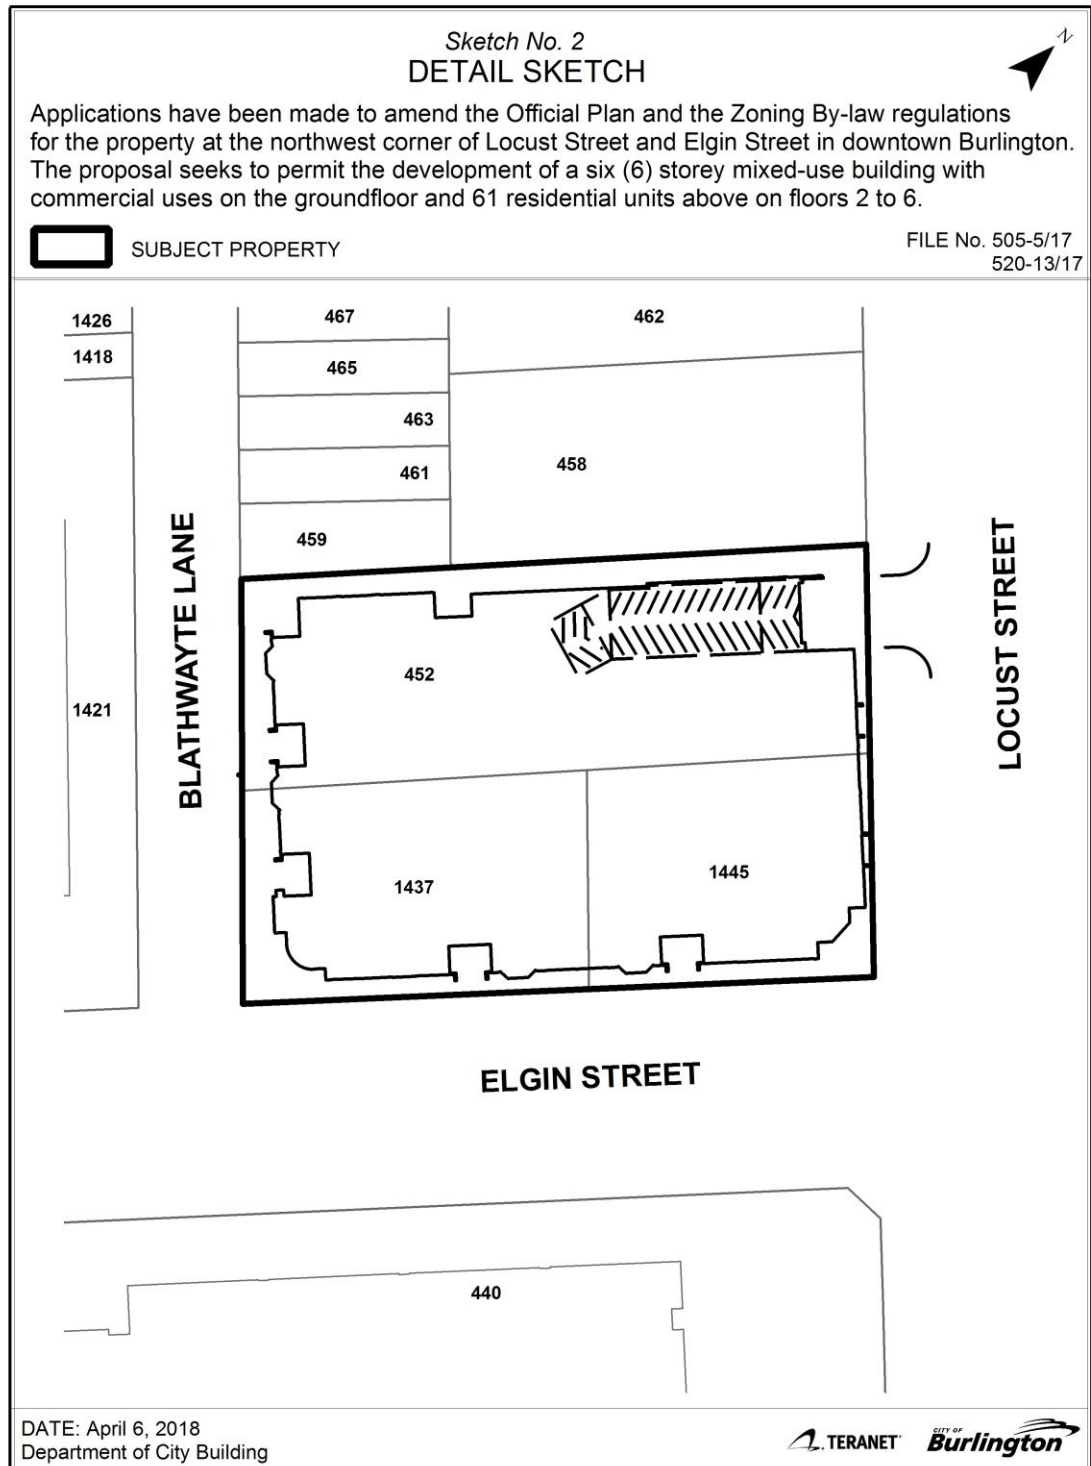 Sketch No. 2
DETAIL SKETCH
N
Applications have been made to amend the Official Plan and the Zoning By-law regulations
for the property at the northwest corner of Locust Street and Elgin Street in downtown Burlington.
The proposal seeks to permit the development of a six (6) storey mixed-use building with
commercial uses on the groundfloor and 61 residential units above on floors 2 to 6.
SUBJECT PROPERTY
FILE No. 505-5/17
520-13/17
1426
467
462
1418
465
463
458
461
459
BLATHWAYTE LANE
LOCUST STREET
452
1421
1437
1445
ELGIN STREET
440
DATE: April 6, 2018
Department of City Building
TERANET
CITY OF
Burlington